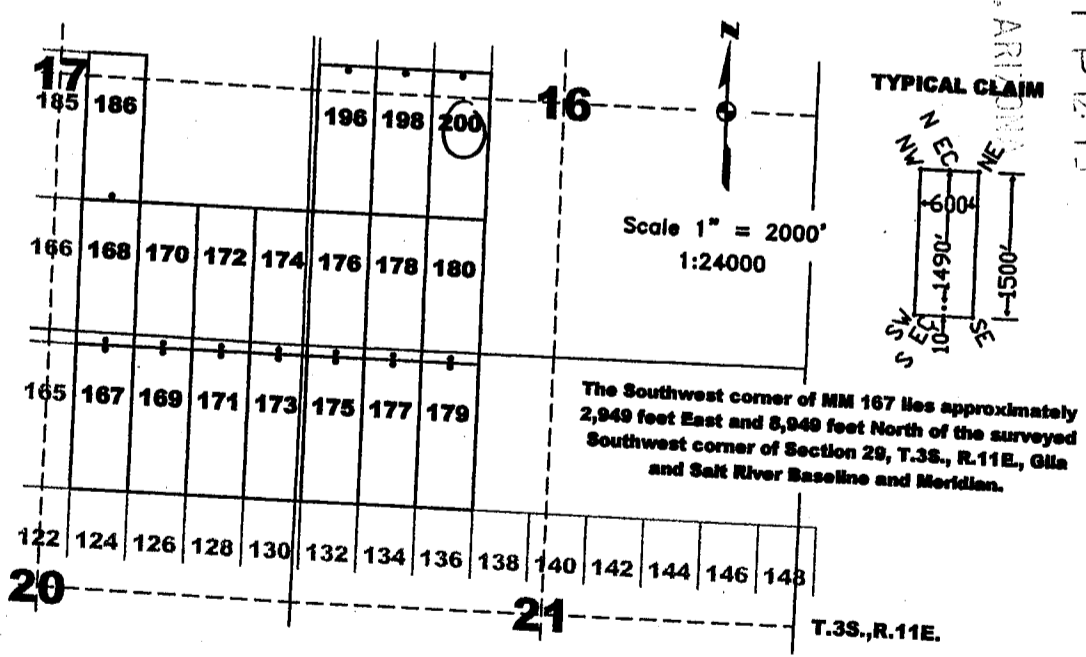 17
185 186
196 198 200
16
N
Scale 1" = 2000'
1:24000
TYPICAL CLAIM
NW N EC NE
600'
1490'
1500'
10'
SW S EC SE
166 168 170 172 174 176 178 180
165 167 169 171 173 175 177 179
The Southwest corner of MM 167 lies approximately
2,949 feet East and 8,949 feet North of the surveyed
Southwest corner of Section 29, T.3S., R.11E., Gila
and Salt River Baseline and Meridian.
122 124 126 128 130 132 134 136 138 140 142 144 146 148
20
21
T.3S.,R.11E.